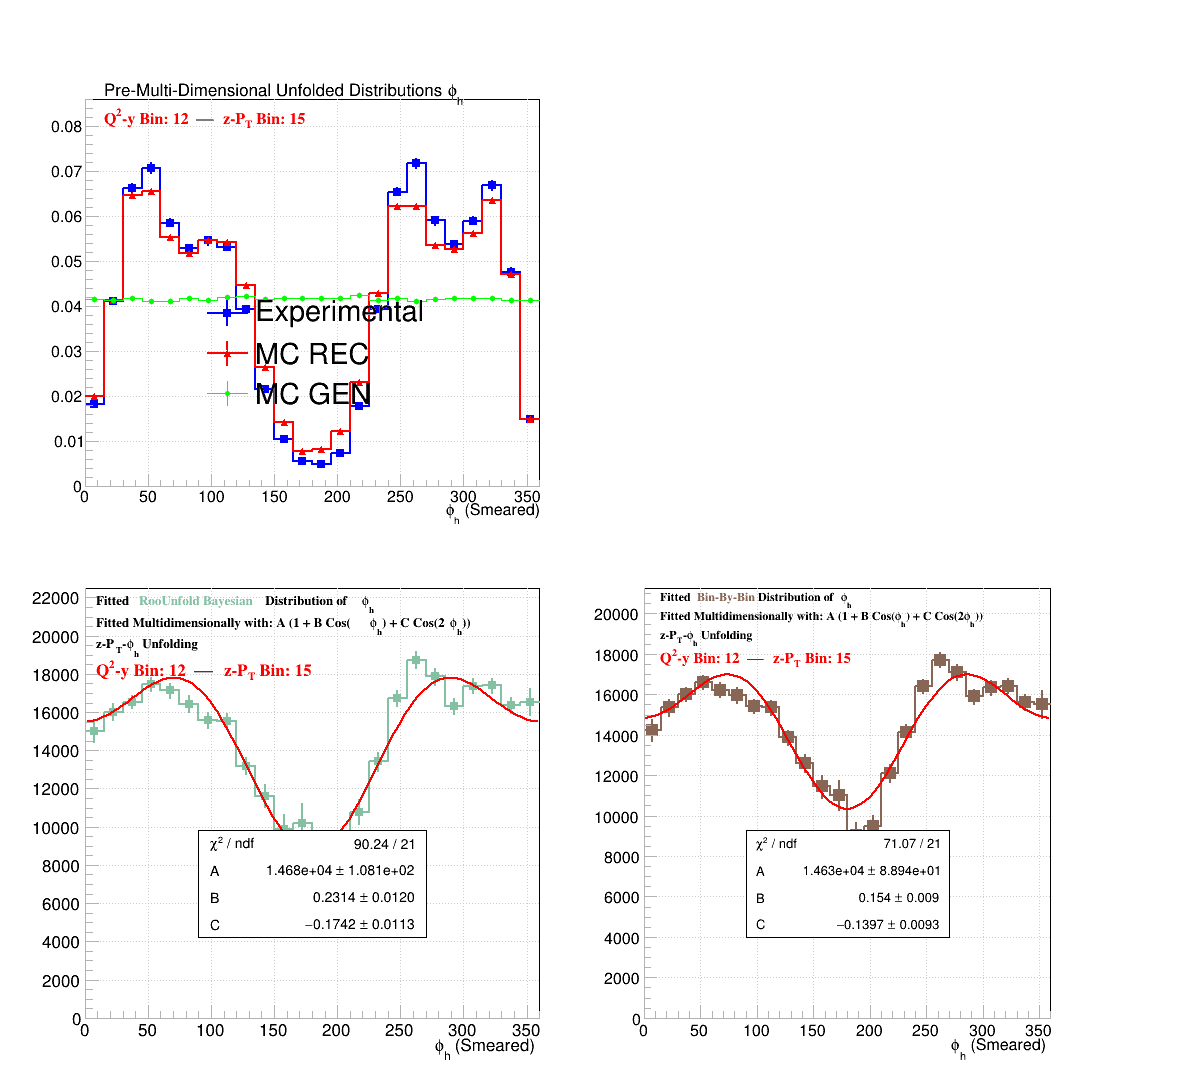 Pre-Multi-Dimensional Unfolded Distributions ϕh
Q2-y Bin: 12 — z-PT Bin: 15
0.08
0.07
0.06
0.05
0.04
0.03
0.02
0.01
0
Experimental
MC REC
MC GEN
0 50 100 150 200 250 300 350
ϕh (Smeared)
Fitted RooUnfold Bayesian Distribution of ϕh
Fitted Multidimensionally with: A (1 + B Cos(ϕh) + C Cos(2 ϕh))
z-PT-ϕh Unfolding
Q2-y Bin: 12 — z-PT Bin: 15
22000
20000
18000
16000
14000
12000
10000
8000
6000
4000
2000
0
χ2 / ndf 90.24 / 21
A 1.468e+04 ± 1.081e+02
B 0.2314 ± 0.0120
C −0.1742 ± 0.0113
0 50 100 150 200 250 300 350
ϕh (Smeared)
Fitted Bin-By-Bin Distribution of ϕh
Fitted Multidimensionally with: A (1 + B Cos(ϕh) + C Cos(2ϕh))
z-PT-ϕh Unfolding
Q2-y Bin: 12 — z-PT Bin: 15
20000
18000
16000
14000
12000
10000
8000
6000
4000
2000
0
χ2 / ndf 71.07 / 21
A 1.463e+04 ± 8.894e+01
B 0.154 ± 0.009
C −0.1397 ± 0.0093
0 50 100 150 200 250 300 350
ϕh (Smeared)